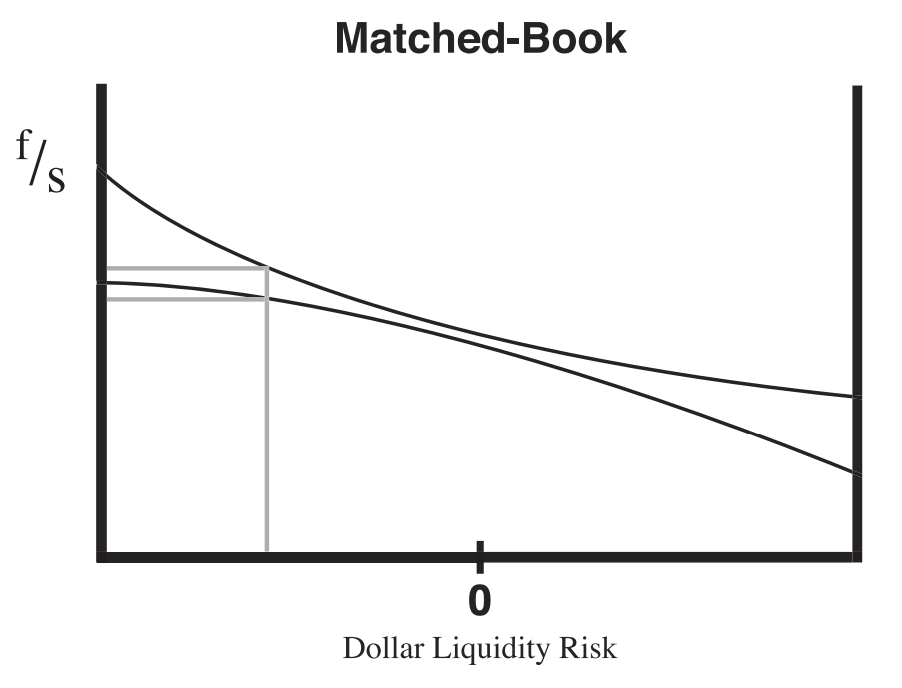 Matched-Book
f/s
0
Dollar Liquidity Risk